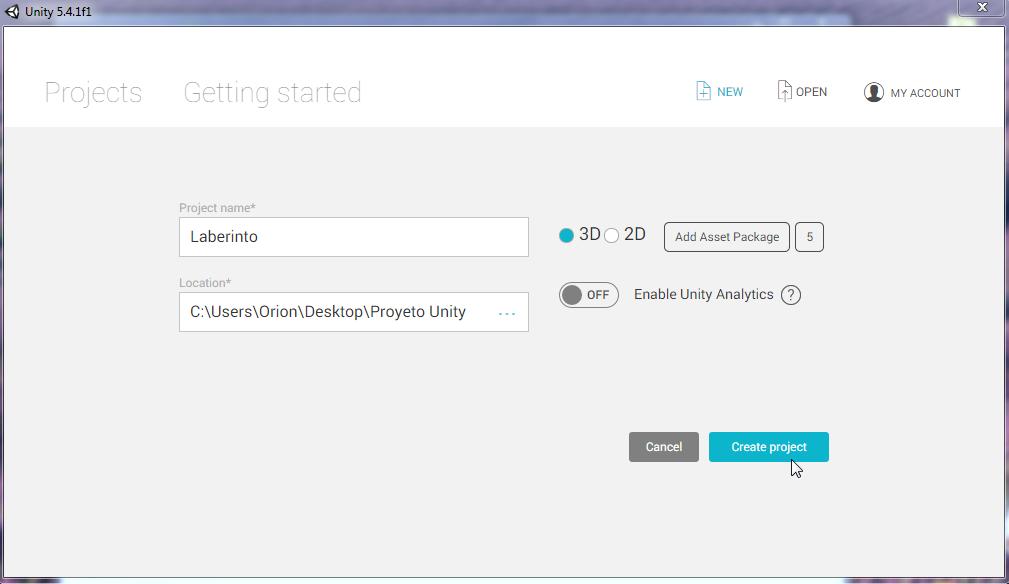 Unity 5.4.1f1
Projects Getting started NEW OPEN MY ACCOUNT
Project name*
Laberinto 3D 2D Add Asset Package 5
Location*
C:\Users\Orion\Desktop\Proyeto Unity ... OFF Enable Unity Analytics ?
Cancel Create project